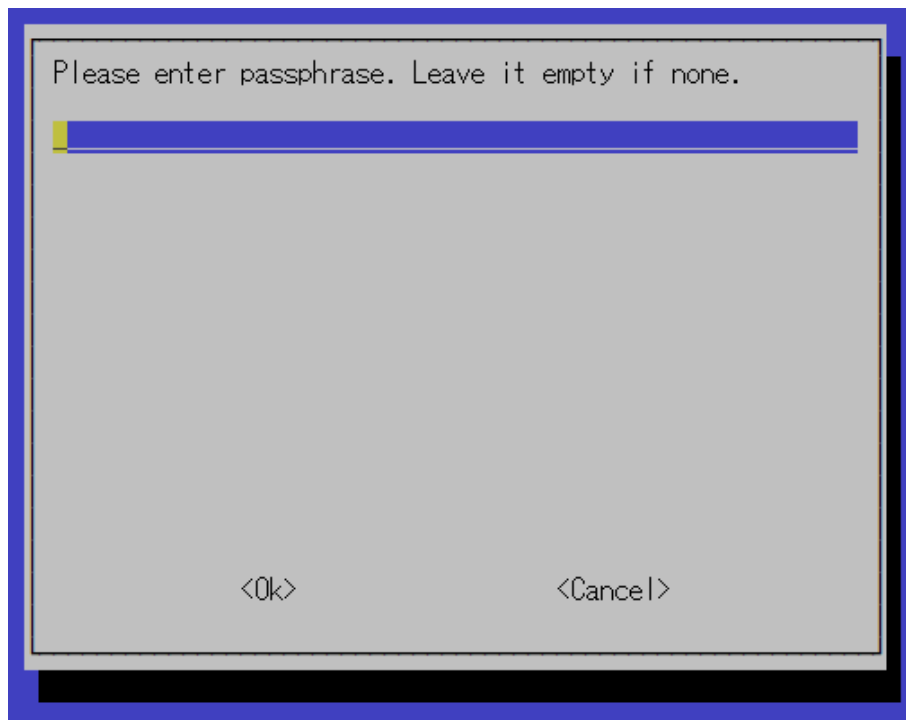 Please enter passphrase. Leave it empty if none.
<Ok> <Cancel>